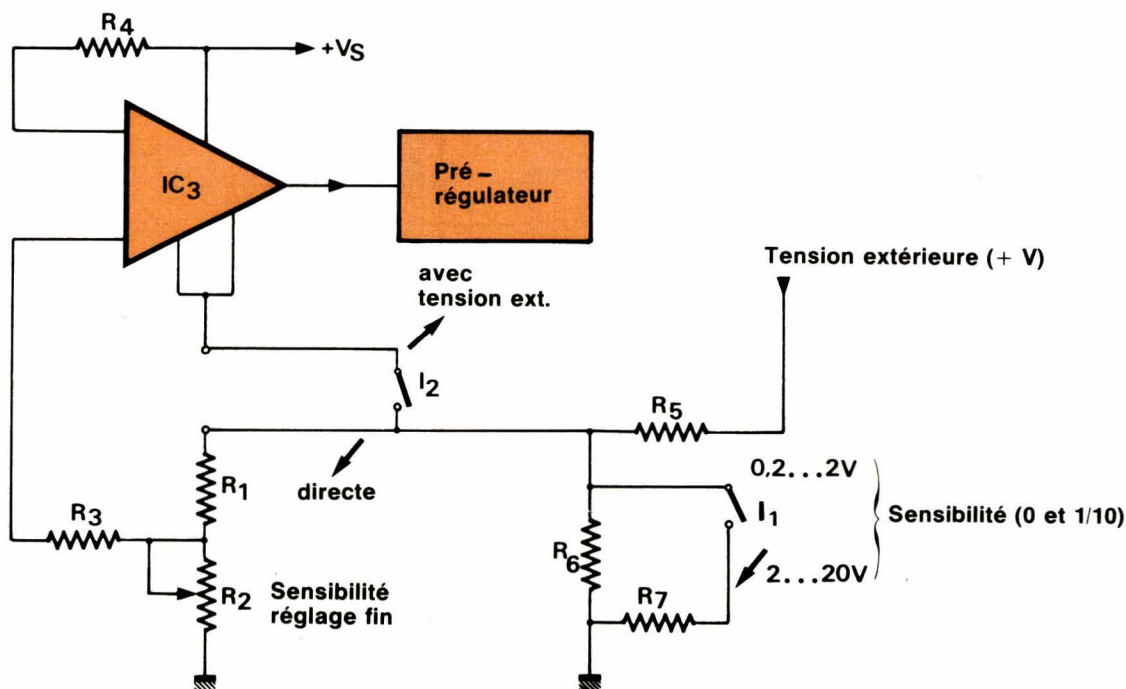 R4
+VS
IC3
Pré-
régulateur
Tension extérieure (+ V)
avec
tension ext.
I2
R5
directe
0,2...2V
R1
I1
Sensibilité (0 et 1/10)
R3
R6
2...20V
R2
Sensibilité
réglage fin
R7